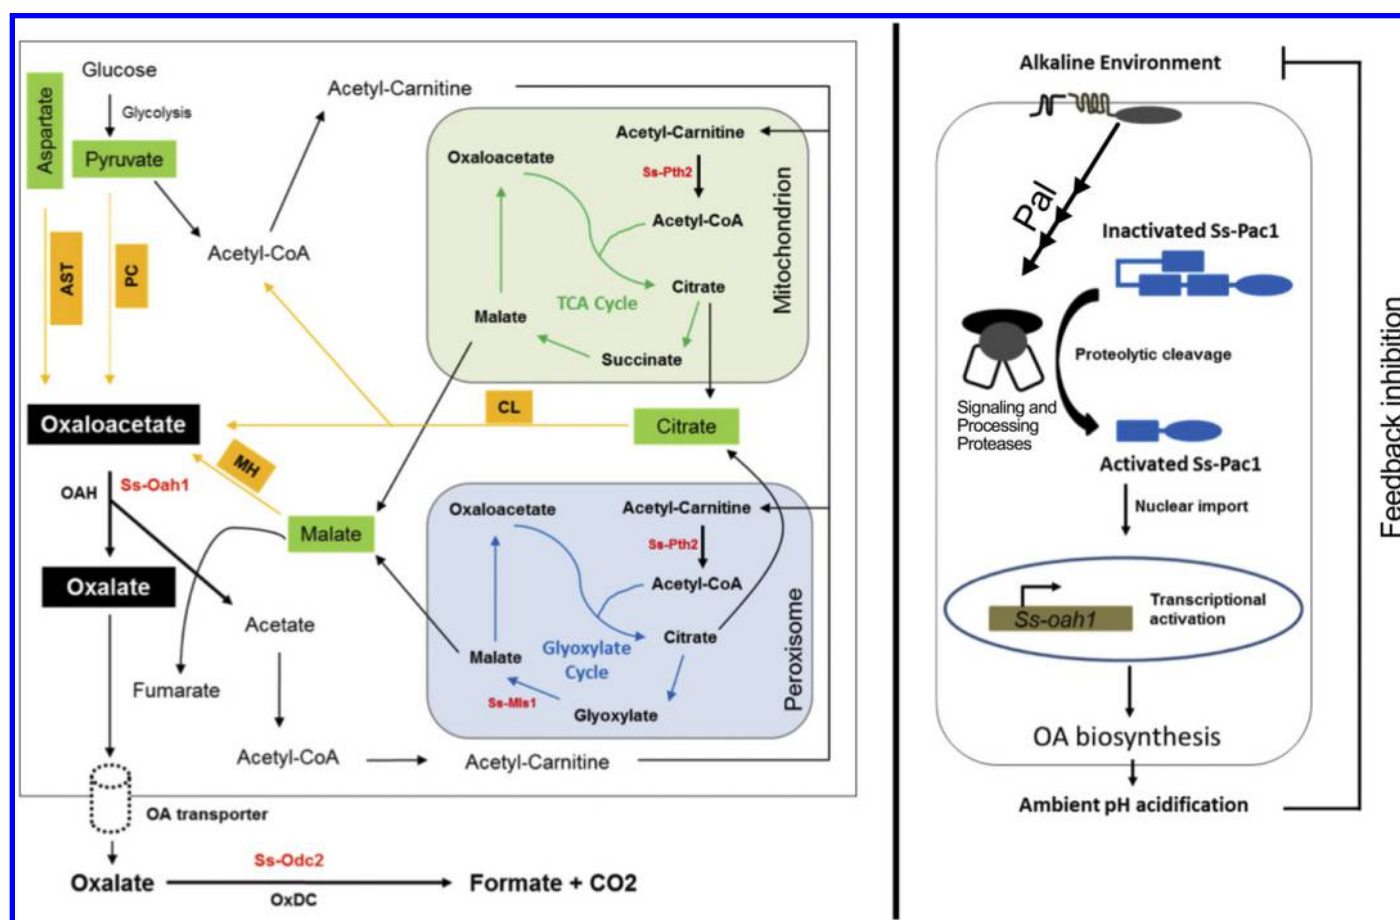 Glucose
Glycolysis
Aspartate
Pyruvate
Acetyl-Carnitine
Acetyl-CoA
AST
PC
Oxaloacetate
Acetyl-Carnitine
Ss-Pth2
Acetyl-CoA
Citrate
TCA Cycle
Malate
Succinate
Mitochondrion
CL
Citrate
Oxaloacetate
MH
OAH
Ss-Oah1
Malate
Oxalate
Acetate
Fumarate
Acetyl-CoA
Acetyl-Carnitine
Oxaloacetate
Acetyl-Carnitine
Ss-Pth2
Acetyl-CoA
Citrate
Glyoxylate
Cycle
Malate
Ss-Mls1
Glyoxylate
Peroxisome
OA transporter
Oxalate
Ss-Odc2
OxDC
Formate + CO2
Alkaline Environment
Pal
Inactivated Ss-Pac1
Proteolytic cleavage
Signaling and
Processing
Proteases
Activated Ss-Pac1
Nuclear import
Ss-oah1
Transcriptional
activation
OA biosynthesis
Ambient pH acidification
Feedback inhibition